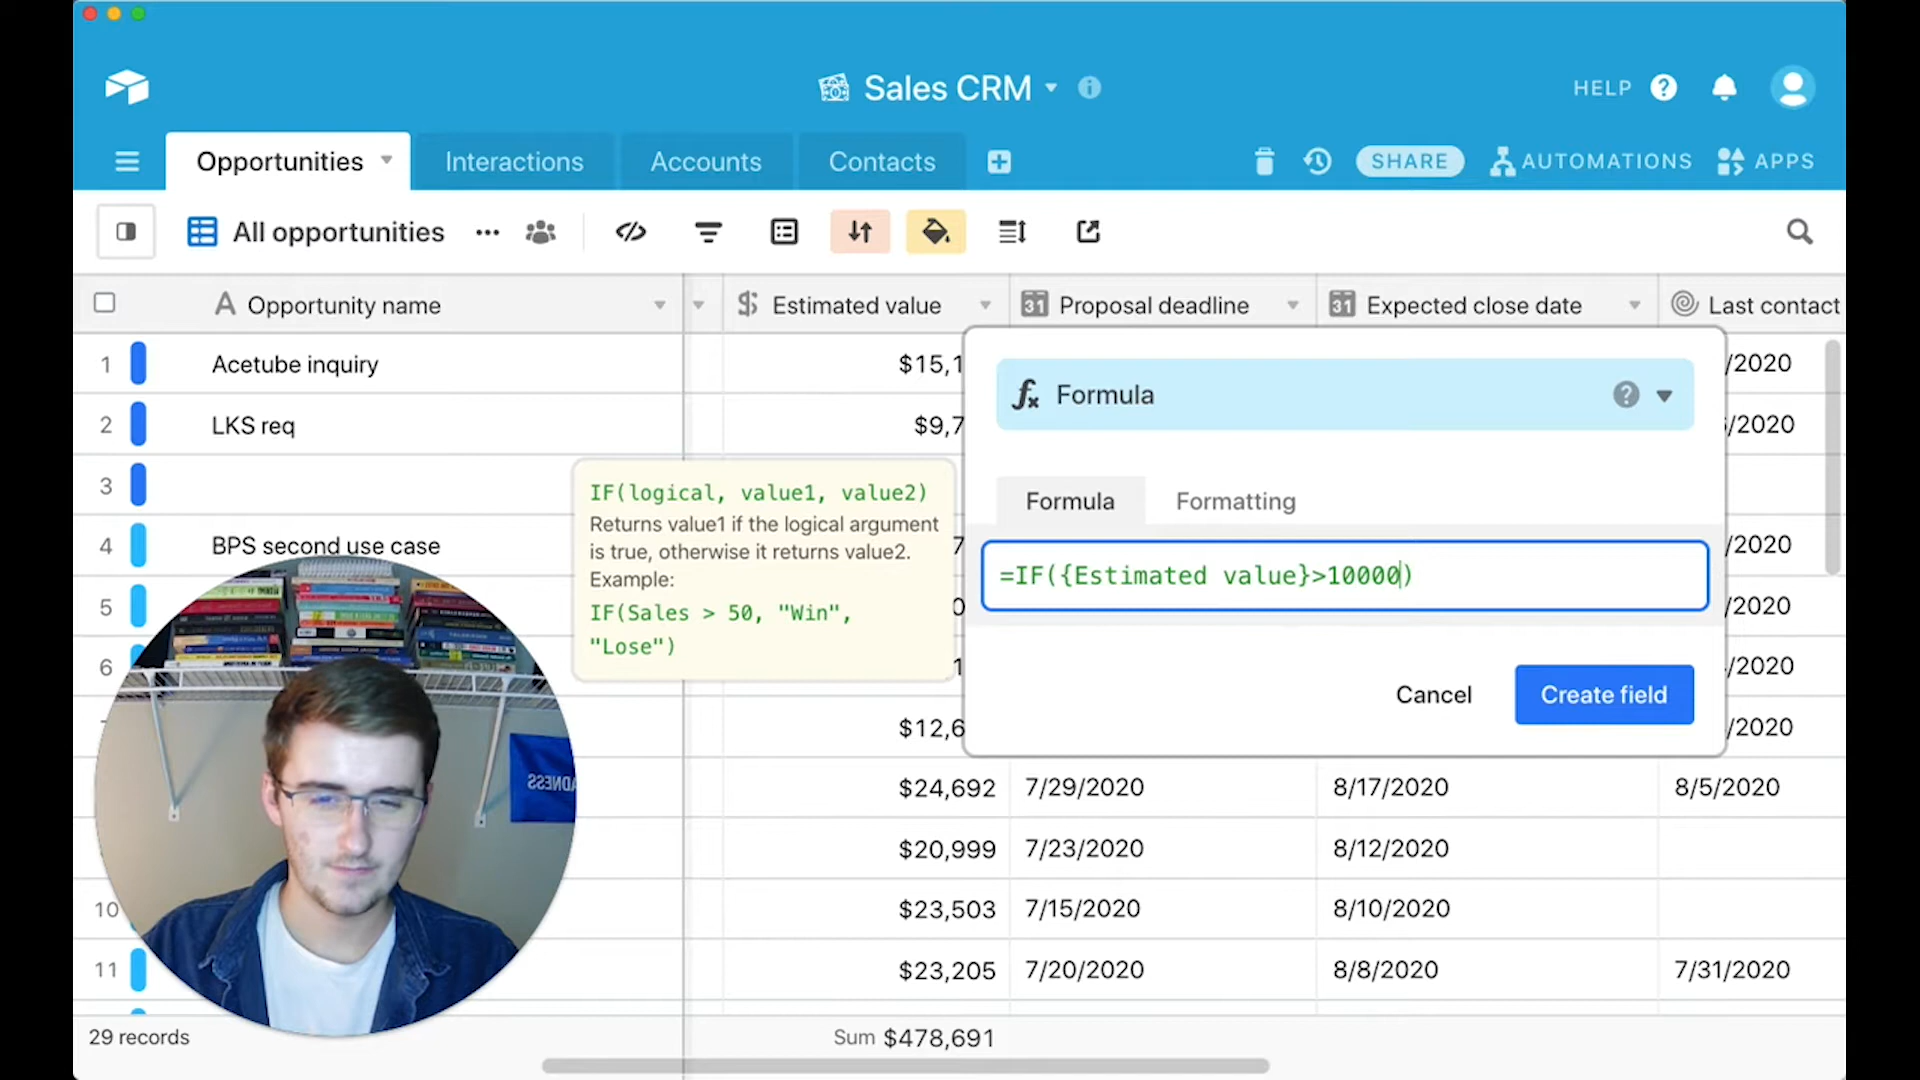 Sales CRM
HELP
Opportunities
Interactions
Accounts
Contacts
SHARE
AUTOMATIONS
APPS
All opportunities
Opportunity name
Estimated value
Proposal deadline
Expected close date
Last contact
1 Acetube inquiry $15,1 /2020
2 LKS req $9,7 /2020
3
4 BPS second use case /2020
5 /2020
6 /2020
$12,6 /2020
$24,692 7/29/2020 8/17/2020 8/5/2020
$20,999 7/23/2020 8/12/2020
10 $23,503 7/15/2020 8/10/2020
11 $23,205 7/20/2020 8/8/2020 7/31/2020
29 records
Sum $478,691
IF(logical, value1, value2)
Returns value1 if the logical argument
is true, otherwise it returns value2.
Example:
IF(Sales > 50, "Win",
"Lose")
Formula
Formula
Formatting
=IF({Estimated value}>10000)
Cancel
Create field